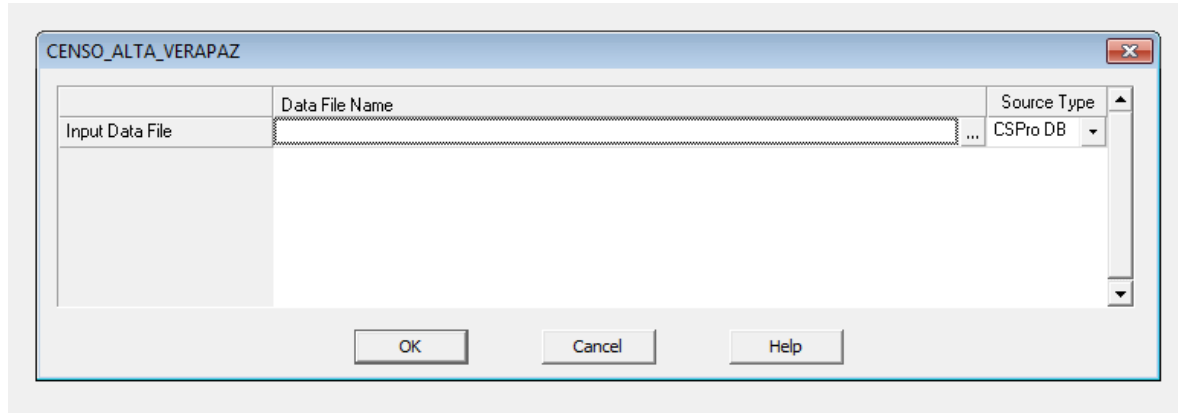 CENSO_ALTA_VERAPAZ
Data File Name Source Type
Input Data File ... CSPro DB
OK Cancel Help